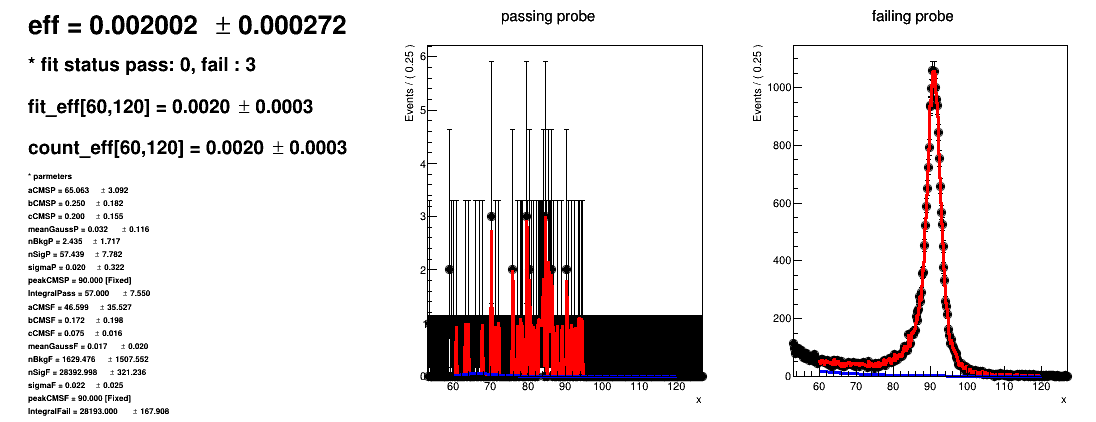 eff = 0.002002 ± 0.000272
* fit status pass: 0, fail : 3
fit_eff[60,120] = 0.0020 ± 0.0003
count_eff[60,120] = 0.0020 ± 0.0003
* parmeters
aCMSP = 65.063 ± 3.092
bCMSP = 0.250 ± 0.182
cCMSP = 0.200 ± 0.155
meanGaussP = 0.032 ± 0.116
nBkgP = 2.435 ± 1.717
nSigP = 57.439 ± 7.782
sigmaP = 0.020 ± 0.322
peakCMSP = 90.000 [Fixed]
IntegralPass = 57.000 ± 7.550
aCMSF = 46.599 ± 35.527
bCMSF = 0.172 ± 0.198
cCMSF = 0.075 ± 0.016
meanGaussF = 0.017 ± 0.020
nBkgF = 1629.476 ± 1507.552
nSigF = 28392.998 ± 321.236
sigmaF = 0.022 ± 0.025
peakCMSF = 90.000 [Fixed]
IntegralFail = 28193.000 ± 167.908
passing probe
Events / ( 0.25 )
6
5
4
3
2
1
0
60 70 80 90 100 110 120
x
failing probe
Events / ( 0.25 )
1000
800
600
400
200
0
60 70 80 90 100 110 120
x